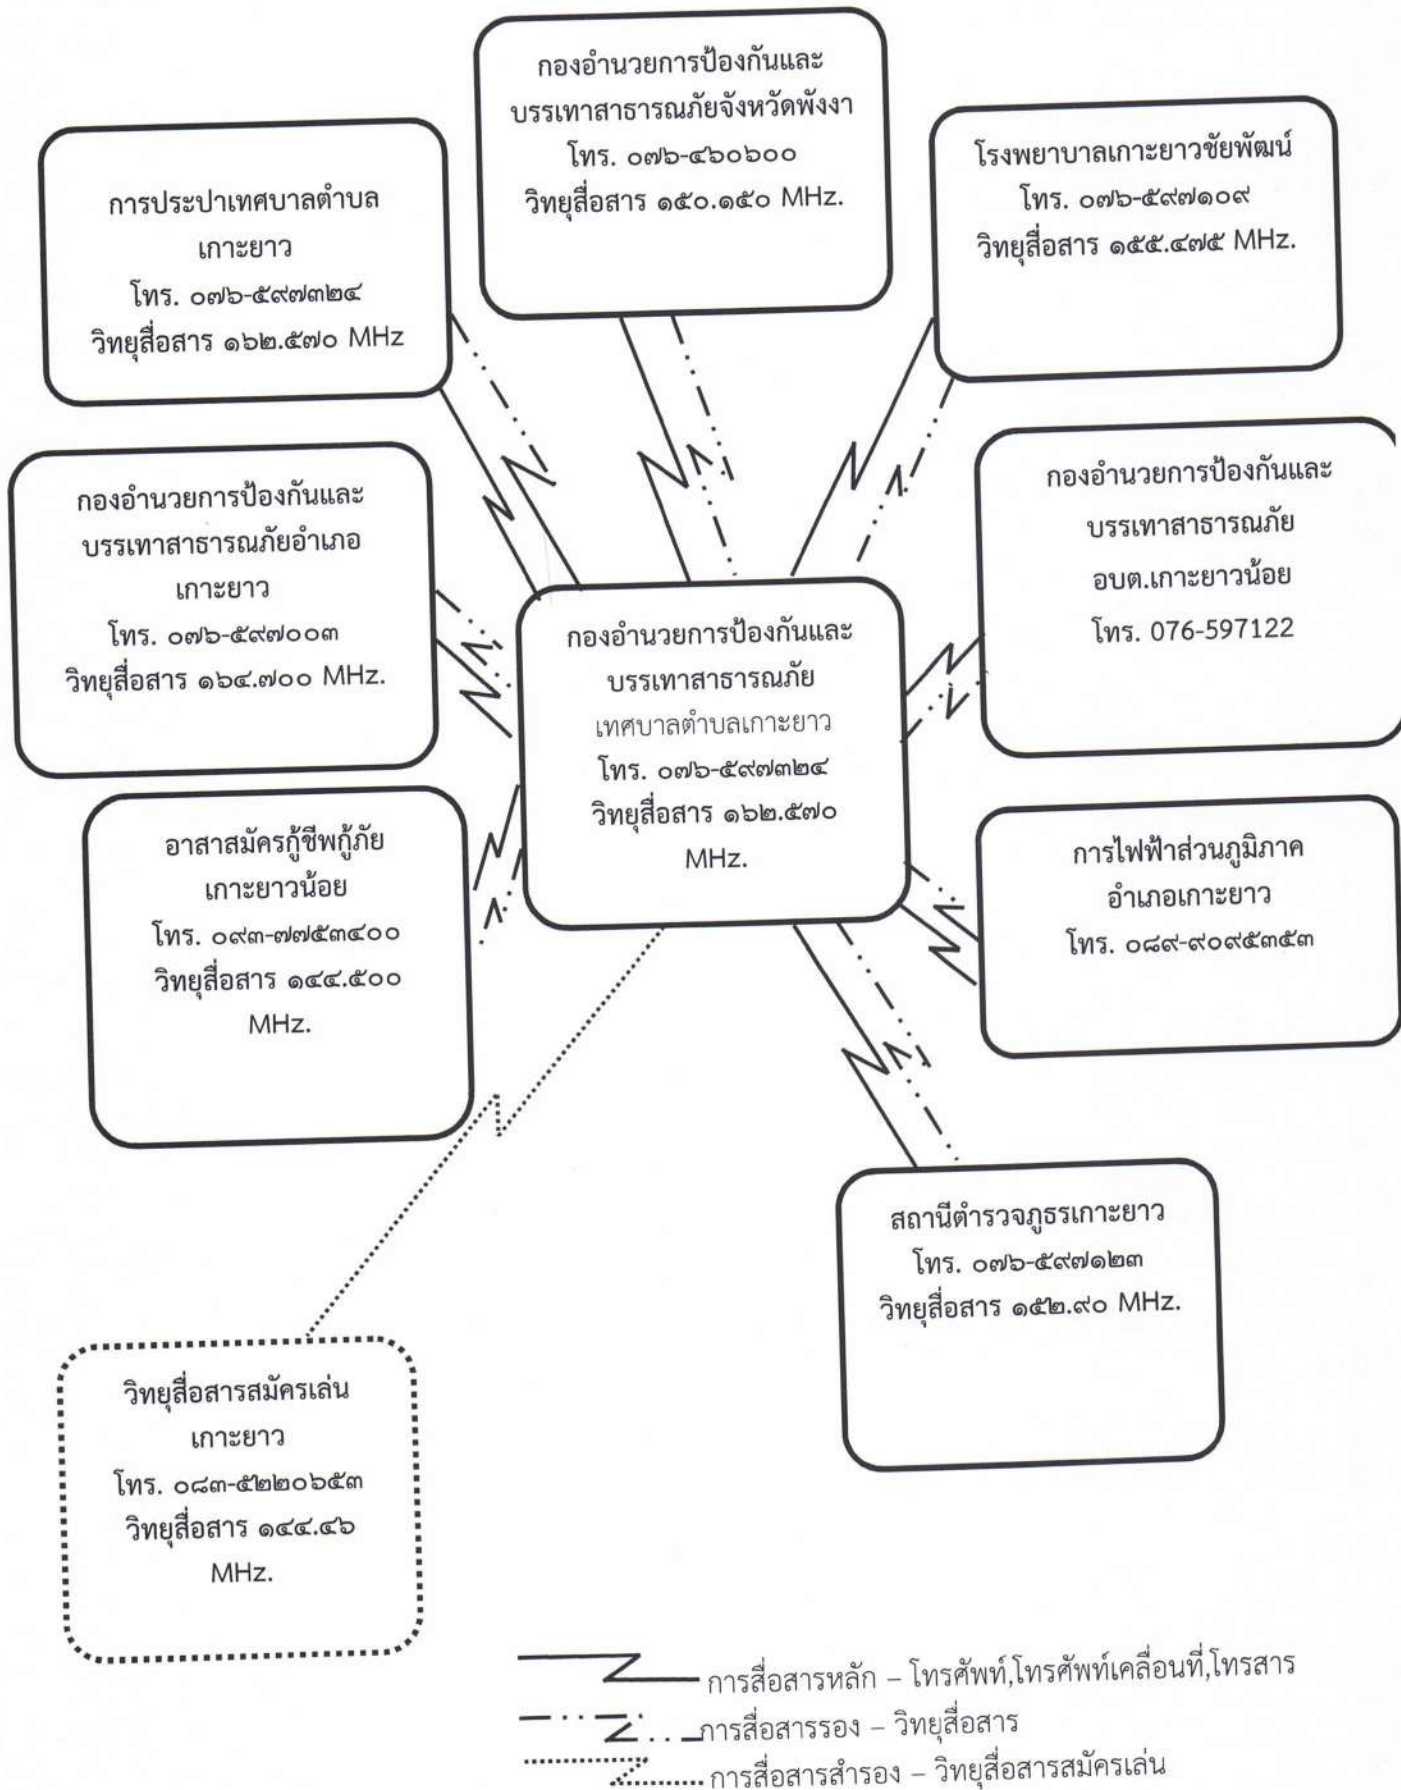 กองอำนวยการป้องกันและ
บรรเทาสาธารณภัยจังหวัดพังงา
โทร. ๐๗๖-๔๖๐๖๐๐
วิทยุสื่อสาร ๑๕๐.๑๕๐ MHz.
การประปาเทศบาลตำบล
เกาะยาว
โทร. ๐๗๖-๕๙๗๓๒๔
วิทยุสื่อสาร ๑๖๒.๕๗๐ MHz
โรงพยาบาลเกาะยาวชัยพัฒน์
โทร. ๐๗๖-๕๙๗๑๐๙
วิทยุสื่อสาร ๑๕๕.๔๗๕ MHz.
กองอำนวยการป้องกันและ
บรรเทาสาธารณภัยอำเภอ
เกาะยาว
โทร. ๐๗๖-๕๙๗๐๐๓
วิทยุสื่อสาร ๑๖๔.๗๐๐ MHz.
กองอำนวยการป้องกันและ
บรรเทาสาธารณภัย
อบต.เกาะยาวน้อย
โทร. 076-597122
กองอำนวยการป้องกันและ
บรรเทาสาธารณภัย
เทศบาลตำบลเกาะยาว
โทร. ๐๗๖-๕๙๗๓๒๔
วิทยุสื่อสาร ๑๖๒.๕๗๐
MHz.
อาสาสมัครกู้ชีพกู้ภัย
เกาะยาวน้อย
โทร. ๐๙๓-๗๗๕๓๔๐๐
วิทยุสื่อสาร ๑๔๔.๕๐๐
MHz.
การไฟฟ้าส่วนภูมิภาค
อำเภอเกาะยาว
โทร. ๐๘๙-๙๐๙๕๓๕๓
สถานีตำรวจภูธรเกาะยาว
โทร. ๐๗๖-๕๙๗๑๒๓
วิทยุสื่อสาร ๑๕๒.๙๐ MHz.
วิทยุสื่อสารสมัครเล่น
เกาะยาว
โทร. ๐๘๓-๕๒๒๐๖๕๓
วิทยุสื่อสาร ๑๔๔.๔๖
MHz.
การสื่อสารหลัก – โทรศัพท์,โทรศัพท์เคลื่อนที่,โทรสาร
การสื่อสารรอง – วิทยุสื่อสาร
การสื่อสารสำรอง – วิทยุสื่อสารสมัครเล่น